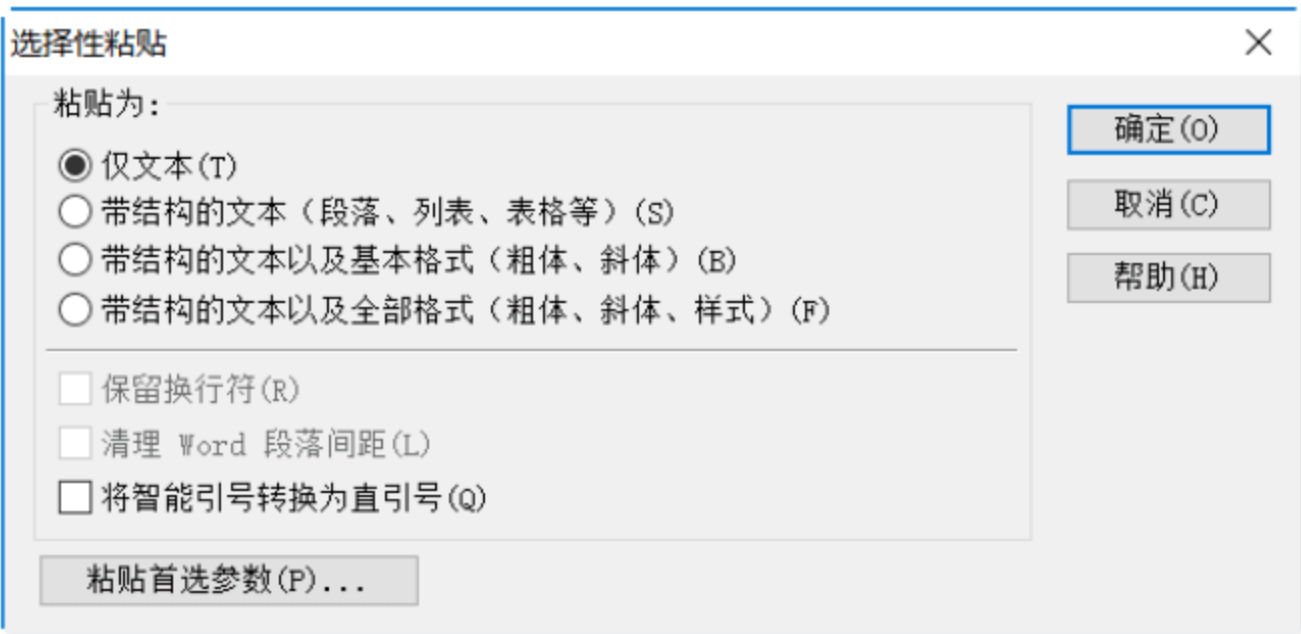 选择性粘贴
粘贴为:
仅文本(T)
带结构的文本（段落、列表、表格等）(S)
带结构的文本以及基本格式（粗体、斜体）(B)
带结构的文本以及全部格式（粗体、斜体、样式）(F)
保留换行符(R)
清理 Word 段落间距(L)
将智能引号转换为直引号(Q)
粘贴首选参数(P)...
确定(O)
取消(C)
帮助(H)